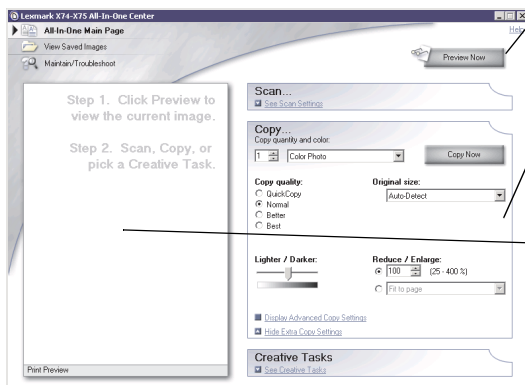 Lexmark X74-X75 All-In-One Center
All-In-One Main Page
Help
View Saved Images
Maintain/Troubleshoot
Preview Now
Step 1. Click Preview to
view the current image.
Step 2. Scan, Copy, or
pick a Creative Task.
Print Preview
Scan...
See Scan Settings
Copy...
Copy quantity and color:
1 Color Photo
Copy Now
Copy quality:
Original size:
QuickCopy
Auto-Detect
Normal
Better
Best
Lighter / Darker:
Reduce / Enlarge:
100 (25 - 400 %)
Fit to page
Display Advanced Copy Settings
Hide Extra Copy Settings
Creative Tasks
See Creative Tasks